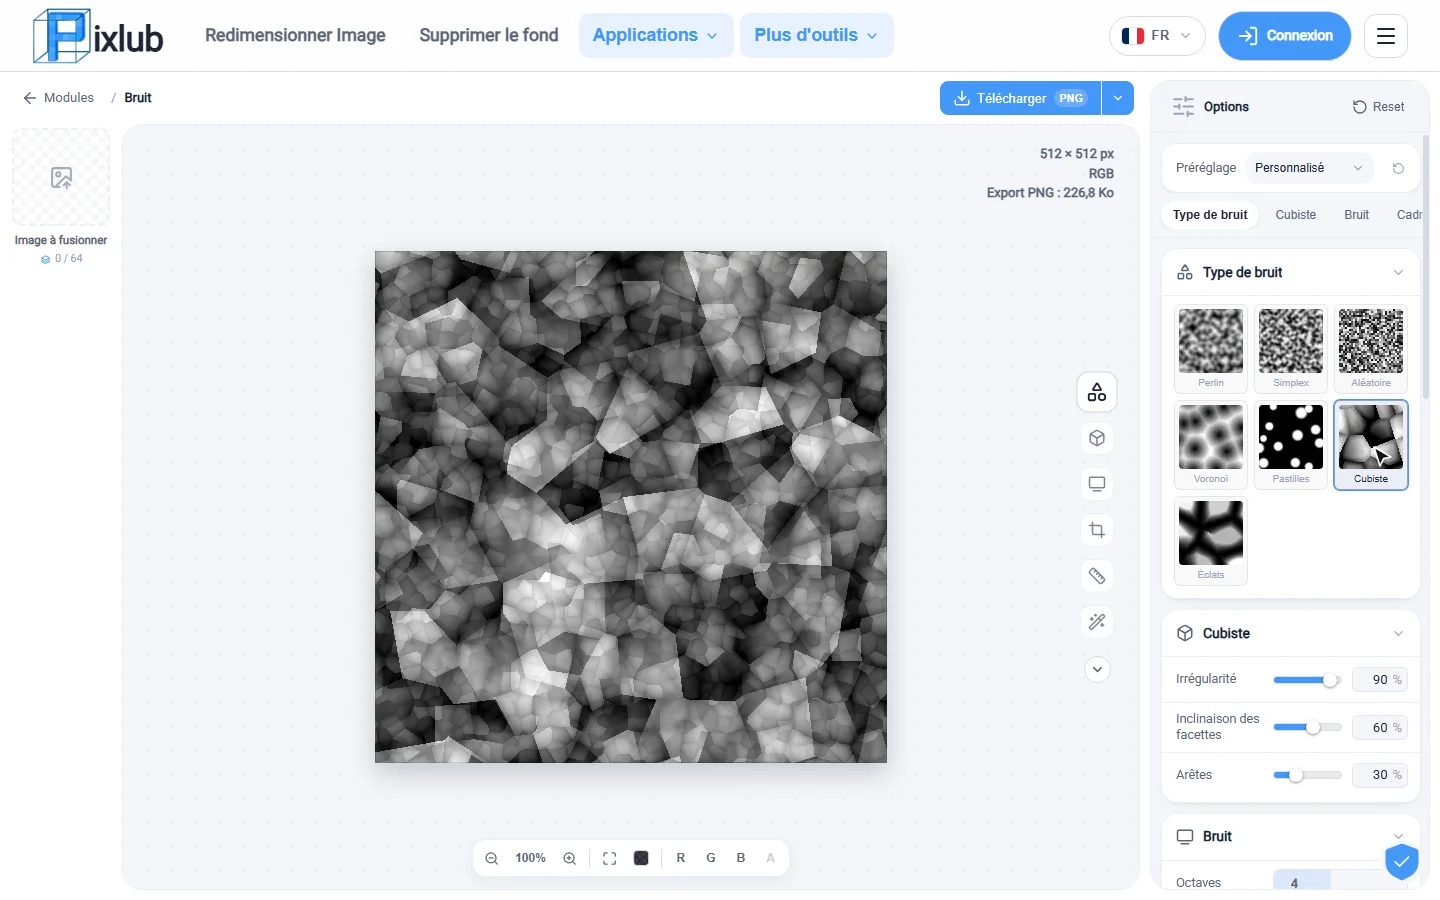 Pixlub
Redimensionner Image
Supprimer le fond
Applications
Plus d'outils
FR
Connexion
Modules / Bruit
Télécharger PNG
Options
Reset
Image à fusionner
0 / 64
512 × 512 px
RGB
Export PNG : 226,8 Ko
Préréglage
Personnalisé
Type de bruit
Cubiste
Bruit
Cadr
Type de bruit
Perlin
Simplex
Aléatoire
Voronoi
Pastilles
Cubiste
Éclats
Cubiste
Irrégularité
90 %
Inclinaison des
facettes
60 %
Arêtes
30 %
Bruit
Octaves
4
100%
R
G
B
A